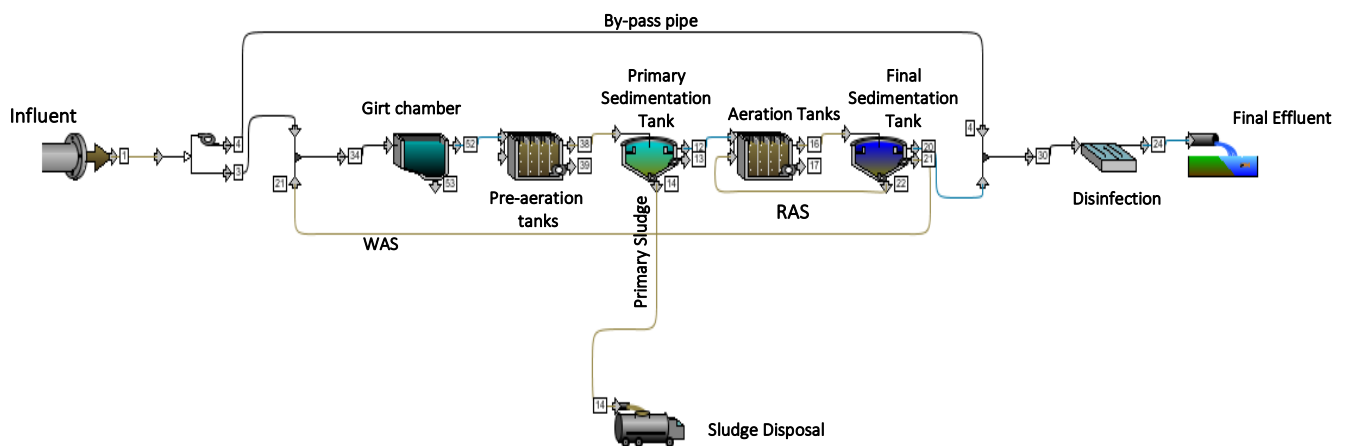 By-pass pipe
Influent
Girt chamber
Primary
Sedimentation
Tank
Aeration Tanks
Final
Sedimentation
Tank
Final Effluent
1
4
3
21
34
52
53
38
39
12
13
14
16
17
20
21
22
4
30
24
Pre-aeration
tanks
RAS
Disinfection
WAS
Primary Sludge
14
Sludge Disposal